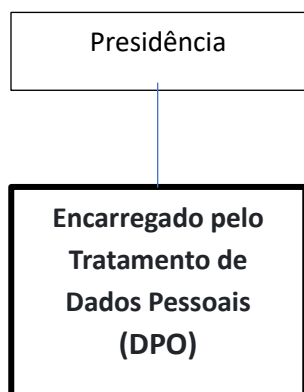 Presidência
Encarregado pelo
Tratamento de
Dados Pessoais
(DPO)